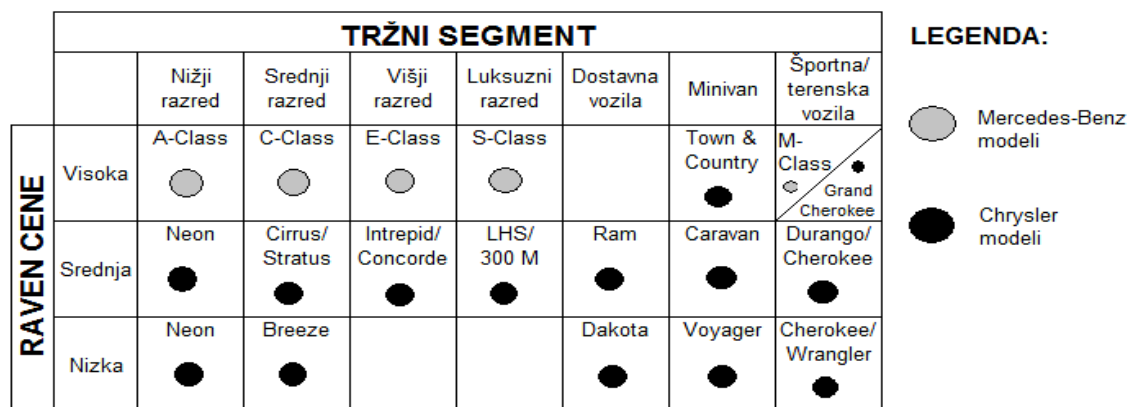 TRŽNI SEGMENT
LEGENDA:
Nižji
razred
Srednji
razred
Višji
razred
Luksuzni
razred
Dostavna
vozila
Minivan
Športna/
terenska
vozila
Mercedes-Benz
modeli
Chrysler
modeli
RAVEN CENE
Visoka
A-Class
C-Class
E-Class
S-Class
Town &
Country
M-
Class
Grand
Cherokee
Srednja
Neon
Cirrus/
Stratus
Intrepid/
Concorde
LHS/
300 M
Ram
Caravan
Durango/
Cherokee
Nizka
Neon
Breeze
Dakota
Voyager
Cherokee/
Wrangler